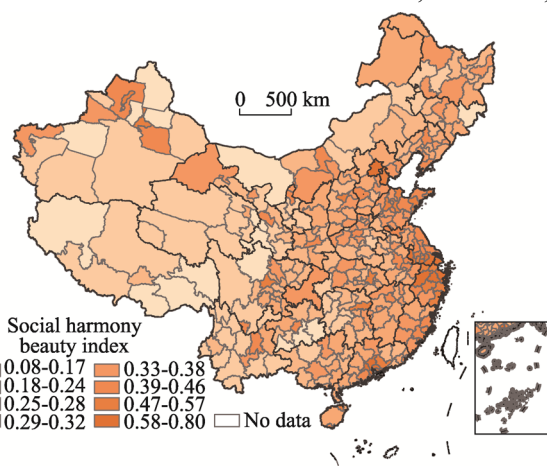 0 500 km
Social harmony
beauty index
0.08-0.17 0.33-0.38
0.18-0.24 0.39-0.46
0.25-0.28 0.47-0.57
0.29-0.32 0.58-0.80 No data